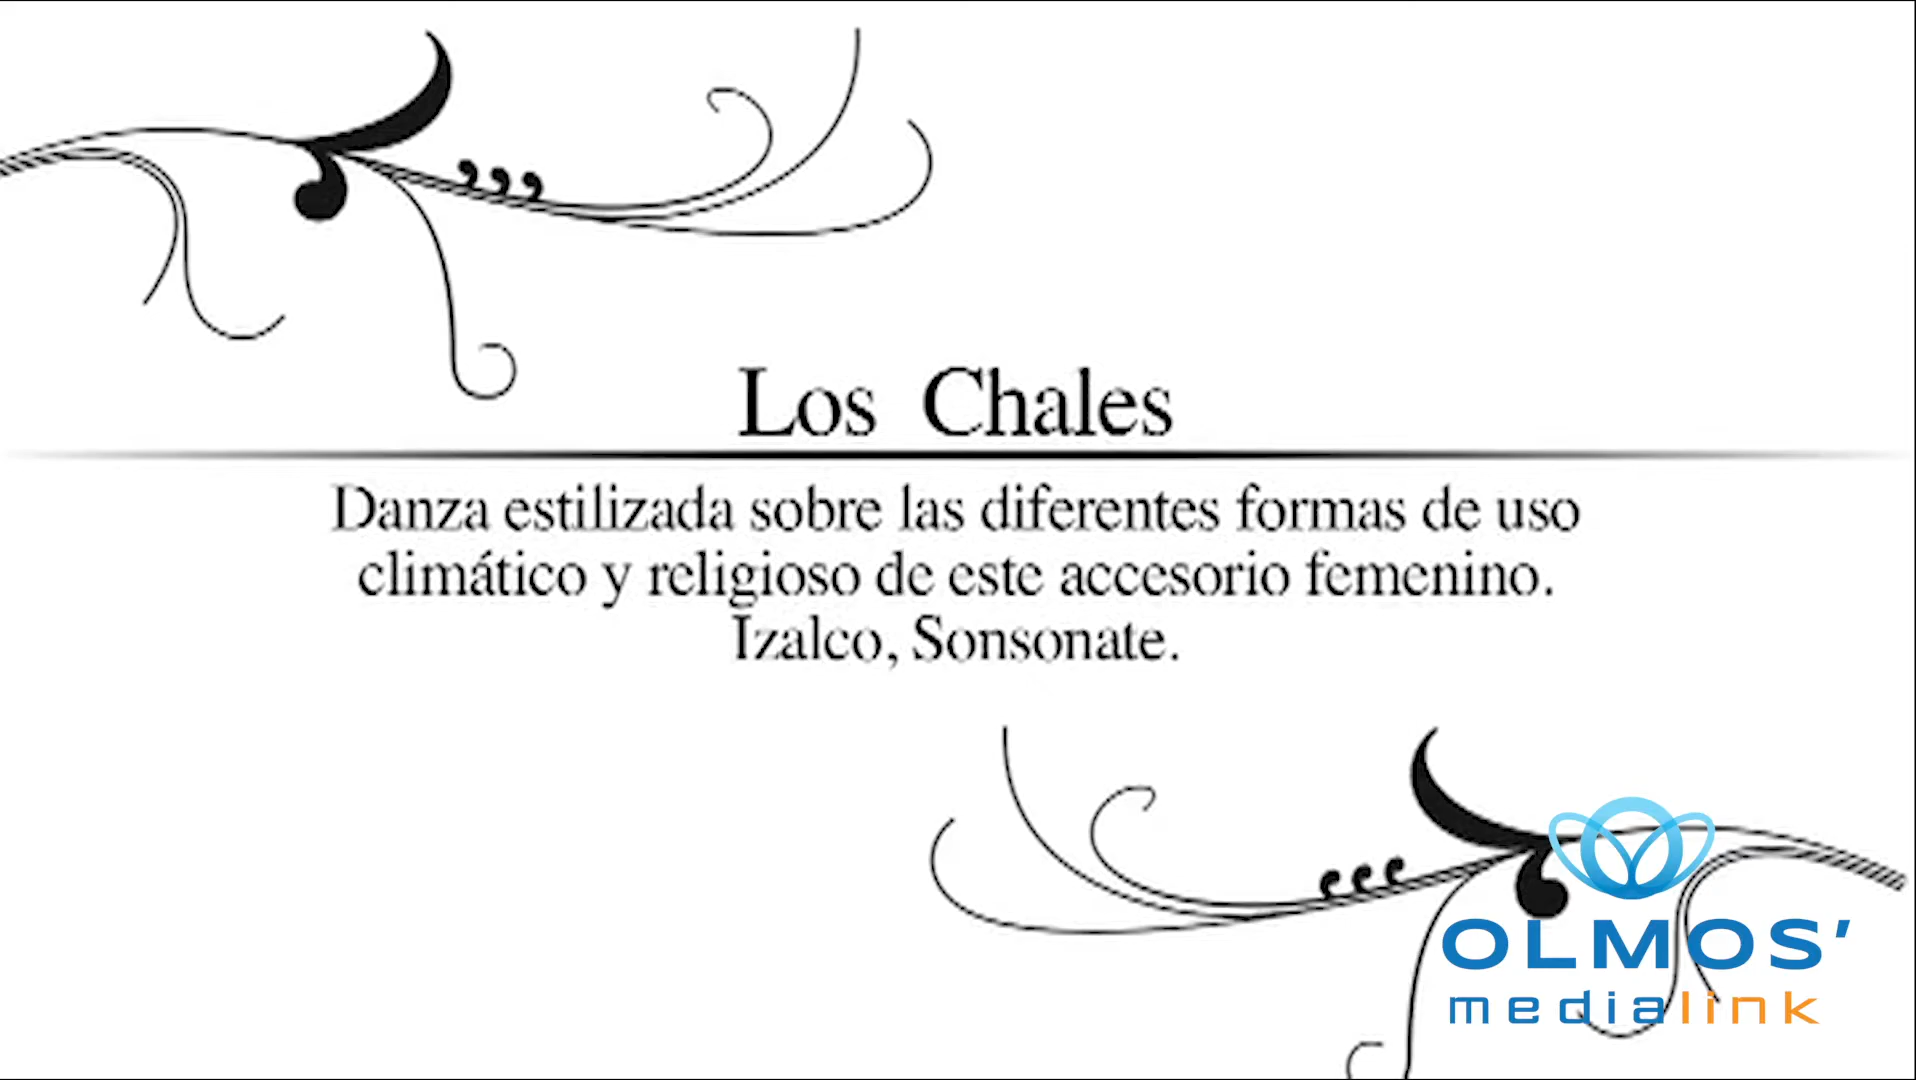 Los Chales
Danza estilizada sobre las diferentes formas de uso
climático y religioso de este accesorio femenino.
Izalco, Sonsonate.
OLMOS'
medialink